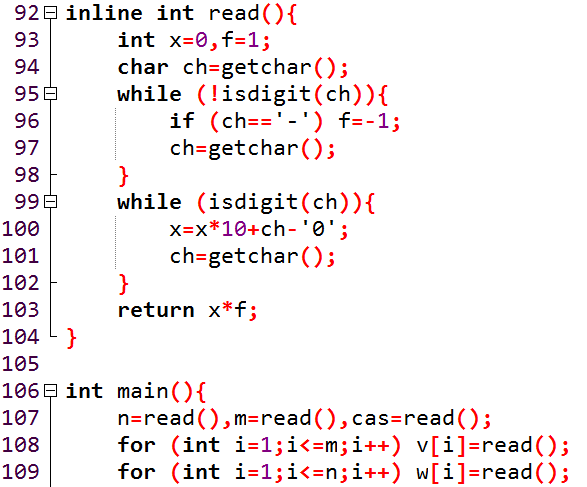 92 inline int read(){
93     int x=0,f=1;
94     char ch=getchar();
95     while (!isdigit(ch)){
96         if (ch=='-') f=-1;
97         ch=getchar();
98     }
99     while (isdigit(ch)){
100         x=x*10+ch-'0';
101         ch=getchar();
102     }
103     return x*f;
104 }
105
106 int main(){
107     n=read(),m=read(),cas=read();
108     for (int i=1;i<=m;i++) v[i]=read();
109     for (int i=1;i<=n;i++) w[i]=read();